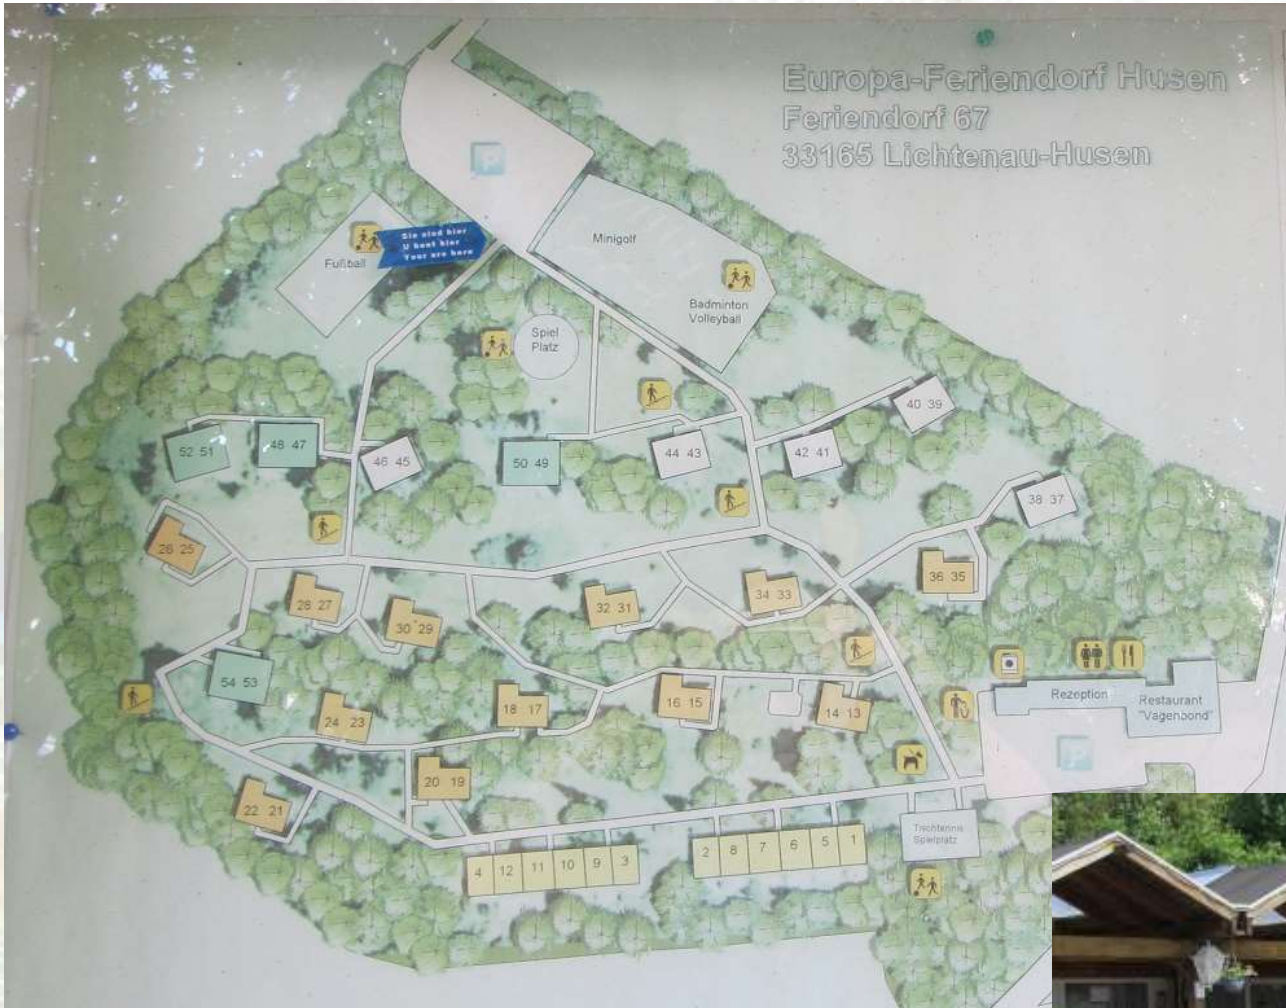 Europa-Feriendorf Husen
Feriendorf 67
33165 Lichtenau-Husen
P
Sie sind hier
U bent hier
Your are here
Fußball
Minigolf
Badminton
Volleyball
Spiel
Platz
40 39
52 51
48 47
46 45
50 49
44 43
42 41
38 37
26 25
28 27
30 29
32 31
34 33
36 35
54 53
24 23
18 17
16 15
14 13
Rezeption
Restaurant
"Vagenbond"
P
20 19
22 21
Tischtennis
Spielplatz
4 12 11 10 9 3
2 8 7 6 5 1